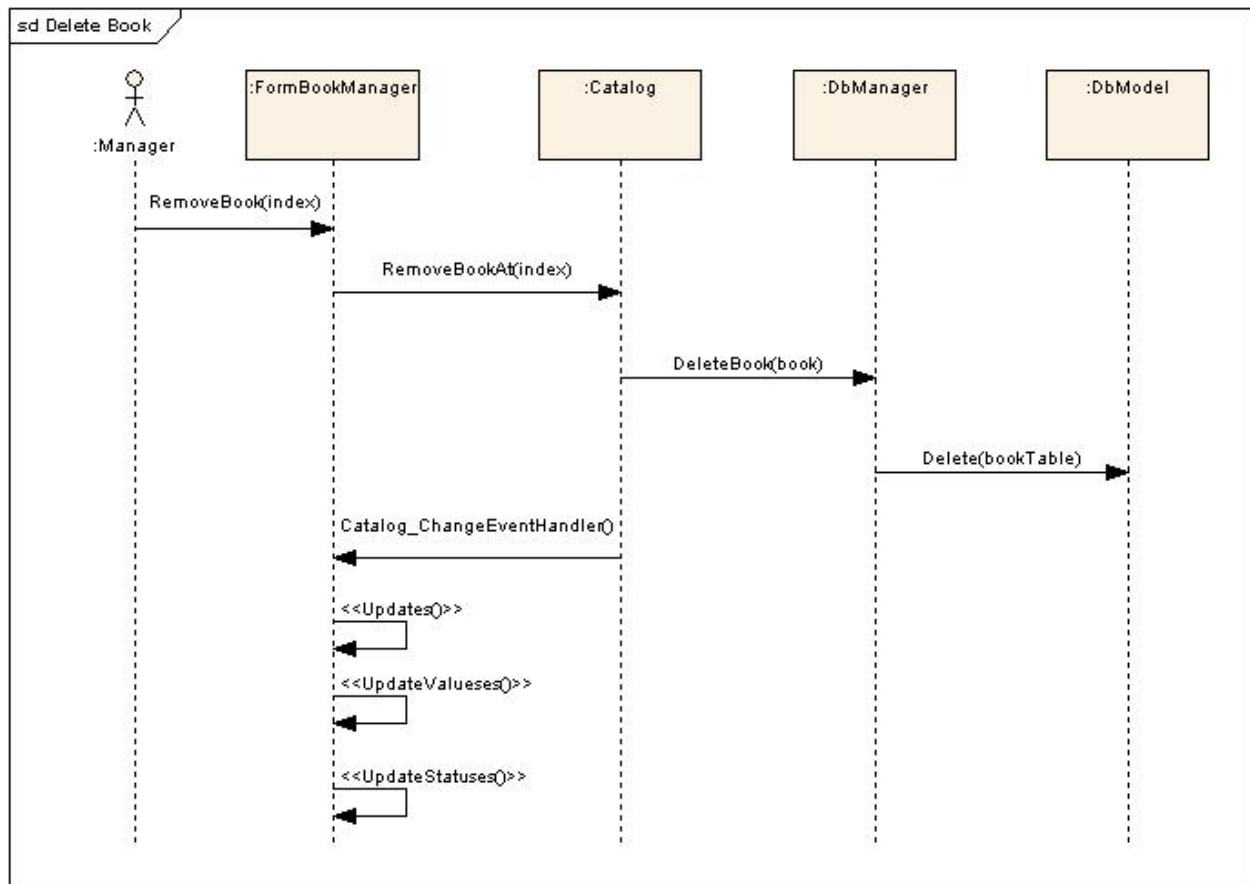 sd Delete Book
:Manager
:FormBookManager
:Catalog
:DbManager
:DbModel
RemoveBook(index)
RemoveBookAt(index)
DeleteBook(book)
Delete(bookTable)
Catalog_ChangeEventHandler()
<<Updates()>>
<<UpdateValueses()>>
<<UpdateStatuses()>>